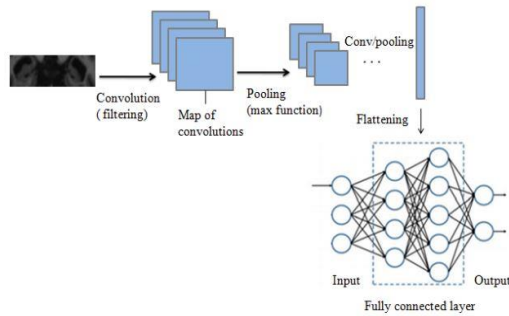 Convolution
( filtering)
Map of
convolutions
Pooling
(max function)
Conv/pooling
. . .
Flattening
Input
Output
Fully connected layer